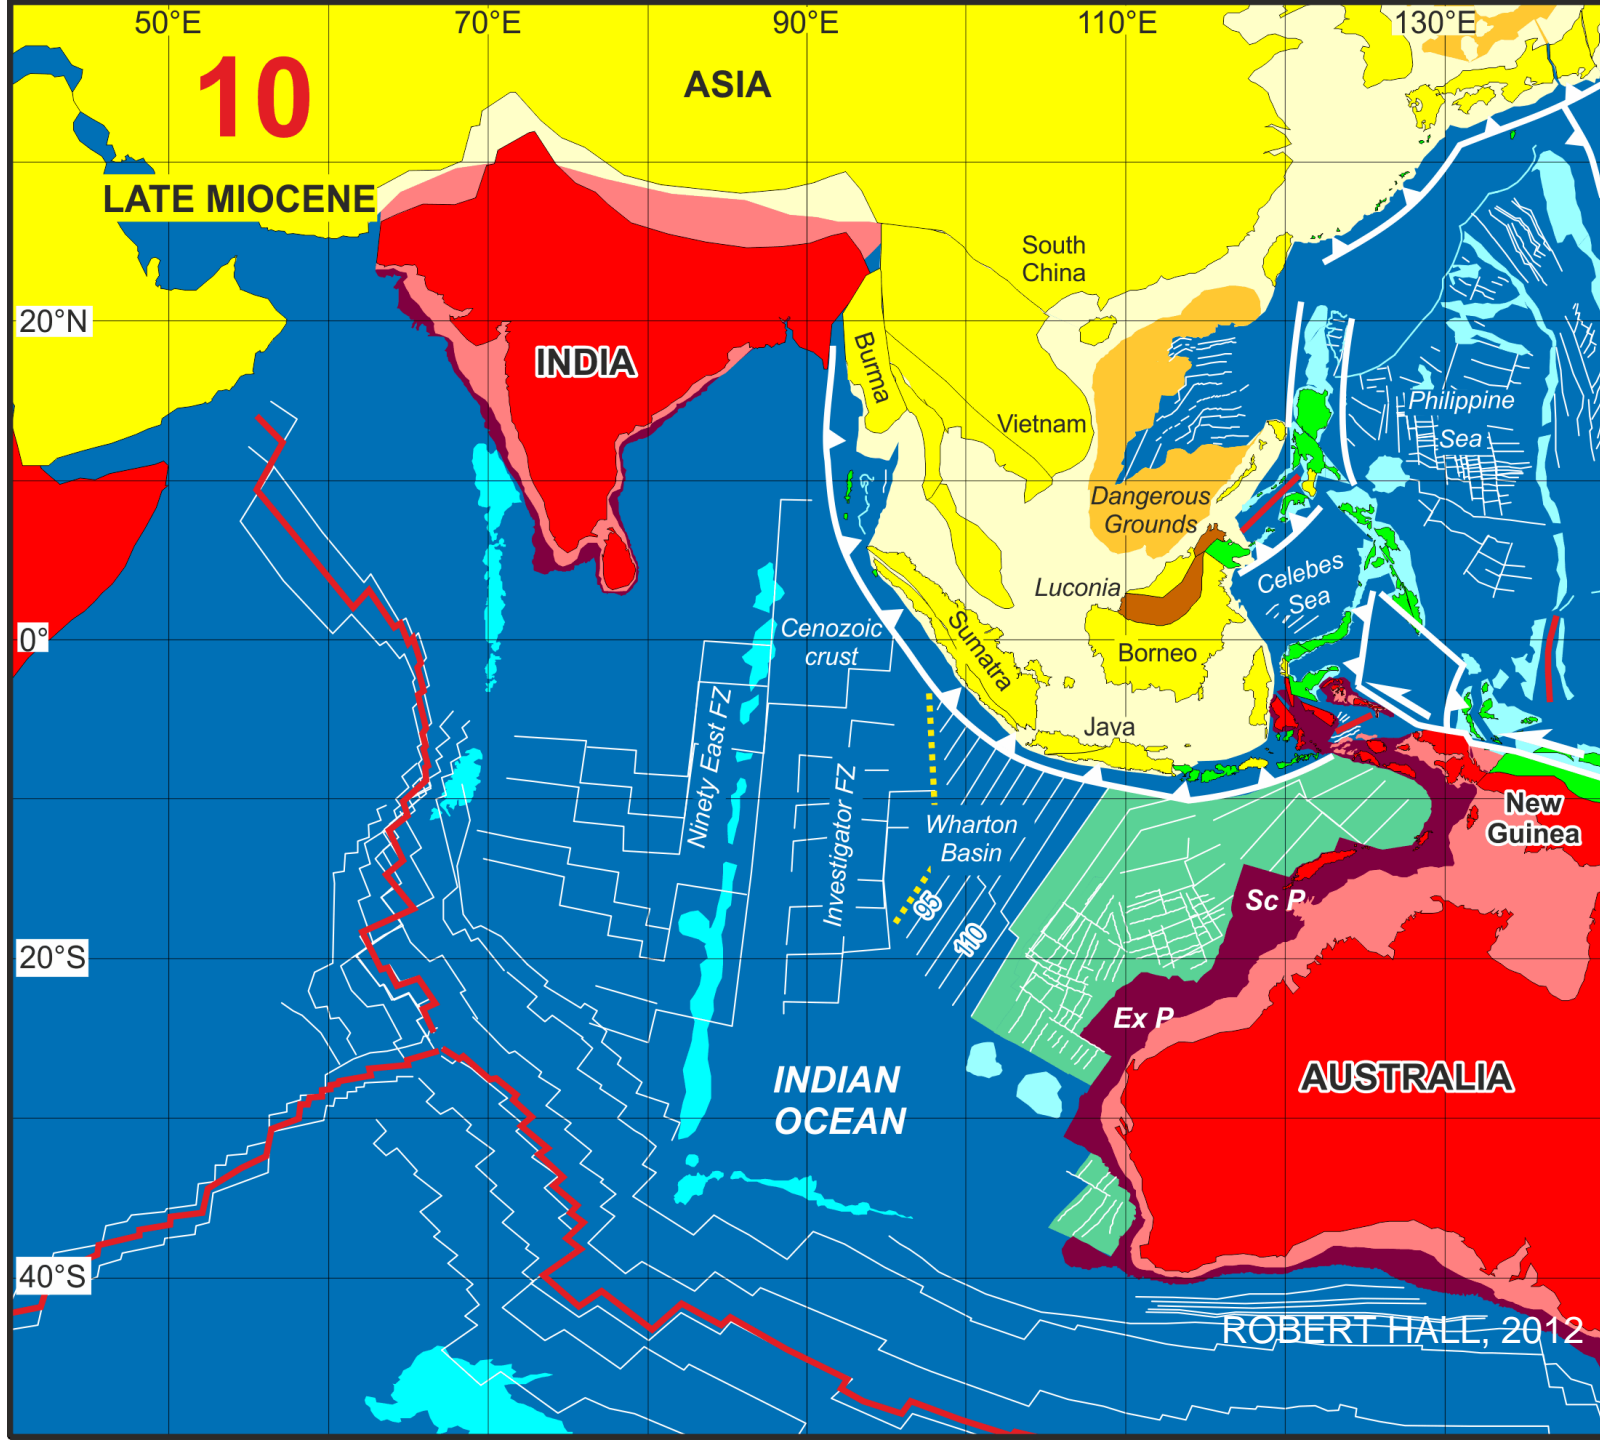 50°E
70°E
90°E
110°E
130°E
10
LATE MIOCENE
ASIA
South
China
20°N
INDIA
Burma
Vietnam
Philippine
Sea
Dangerous
Grounds
Luconia
Celebes
Sea
0°
Cenozoic
crust
Sumatra
Borneo
Java
Ninety East FZ
Investigator FZ
Wharton
Basin
New
Guinea
95
110
Sc P
20°S
Ex P
INDIAN
OCEAN
AUSTRALIA
40°S
ROBERT HALL, 2012